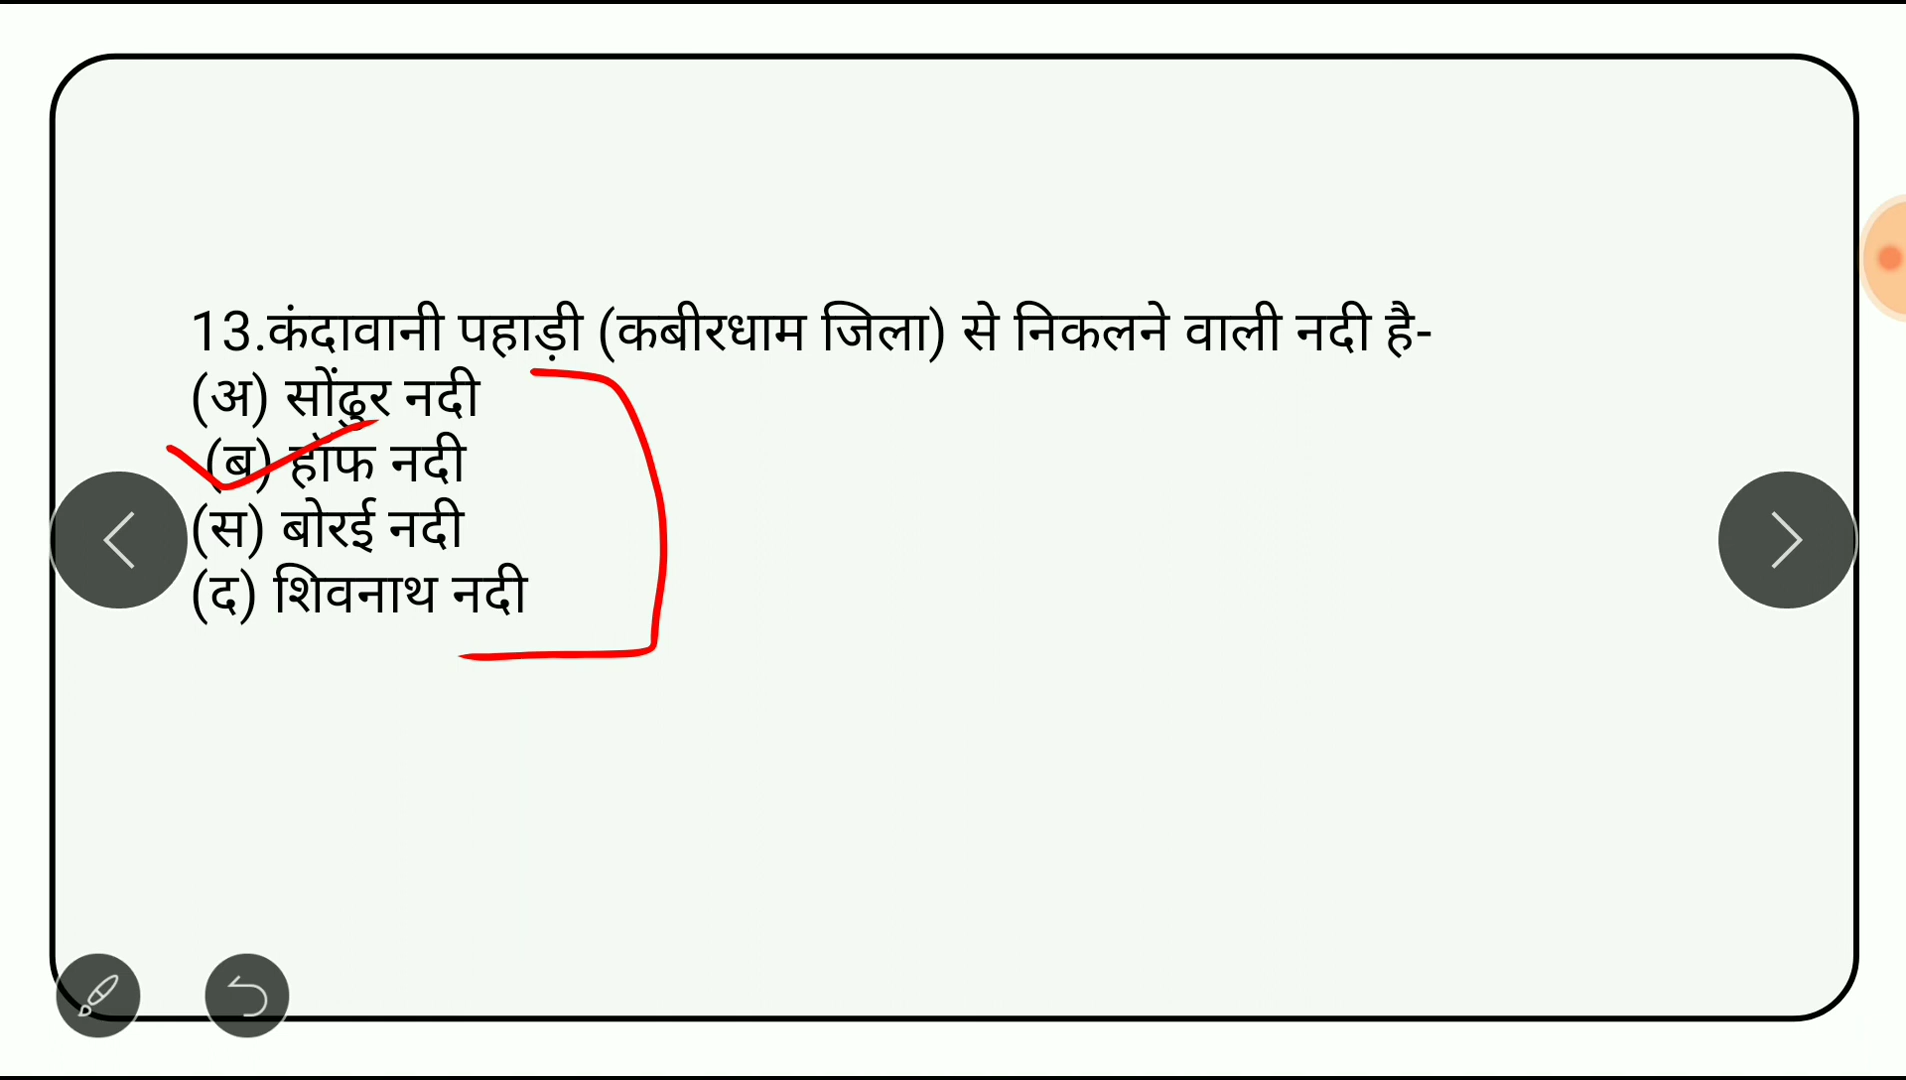 13.कंदावानी पहाड़ी (कबीरधाम जिला) से निकलने वाली नदी है-
(अ) सोंढुर नदी
(ब) हॉफ नदी
(स) बोरई नदी
(द) शिवनाथ नदी